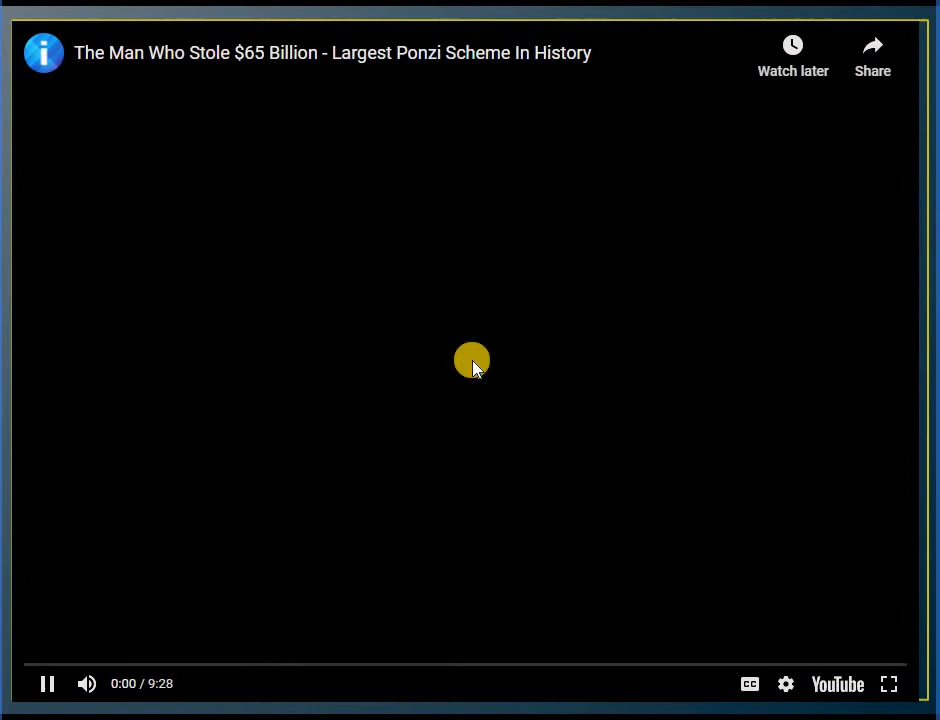 The Man Who Stole $65 Billion - Largest Ponzi Scheme In History
Watch later
Share
0:00 / 9:28
CC
YouTube